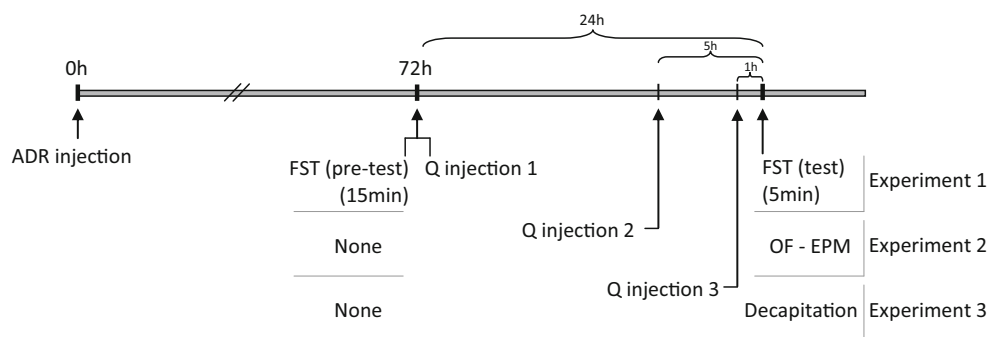 24h
5h
1h
0h
72h
ADR injection
FST (pre-test)
(15min)
Q injection 1
FST (test)
(5min)
Experiment 1
Q injection 2
None
OF - EPM
Experiment 2
Q injection 3
None
Decapitation
Experiment 3